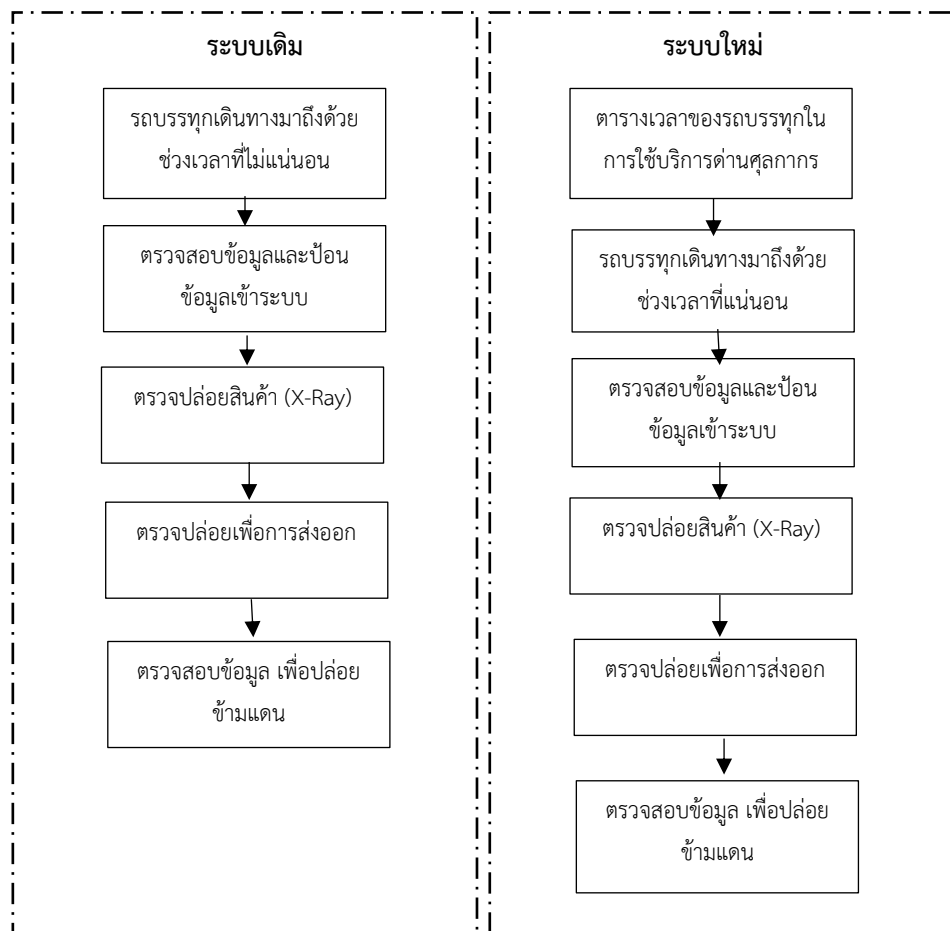 ระบบเดิม
รถบรรทุกเดินทางมาถึงด้วย
ช่วงเวลาที่ไม่แน่นอน
ตรวจสอบข้อมูลและป้อน
ข้อมูลเข้าระบบ
ตรวจปล่อยสินค้า (X-Ray)
ตรวจปล่อยเพื่อการส่งออก
ตรวจสอบข้อมูล เพื่อปล่อย
ข้ามแดน
ระบบใหม่
ตารางเวลาของรถบรรทุกใน
การใช้บริการด่านศุลกากร
รถบรรทุกเดินทางมาถึงด้วย
ช่วงเวลาที่แน่นอน
ตรวจสอบข้อมูลและป้อน
ข้อมูลเข้าระบบ
ตรวจปล่อยสินค้า (X-Ray)
ตรวจปล่อยเพื่อการส่งออก
ตรวจสอบข้อมูล เพื่อปล่อย
ข้ามแดน